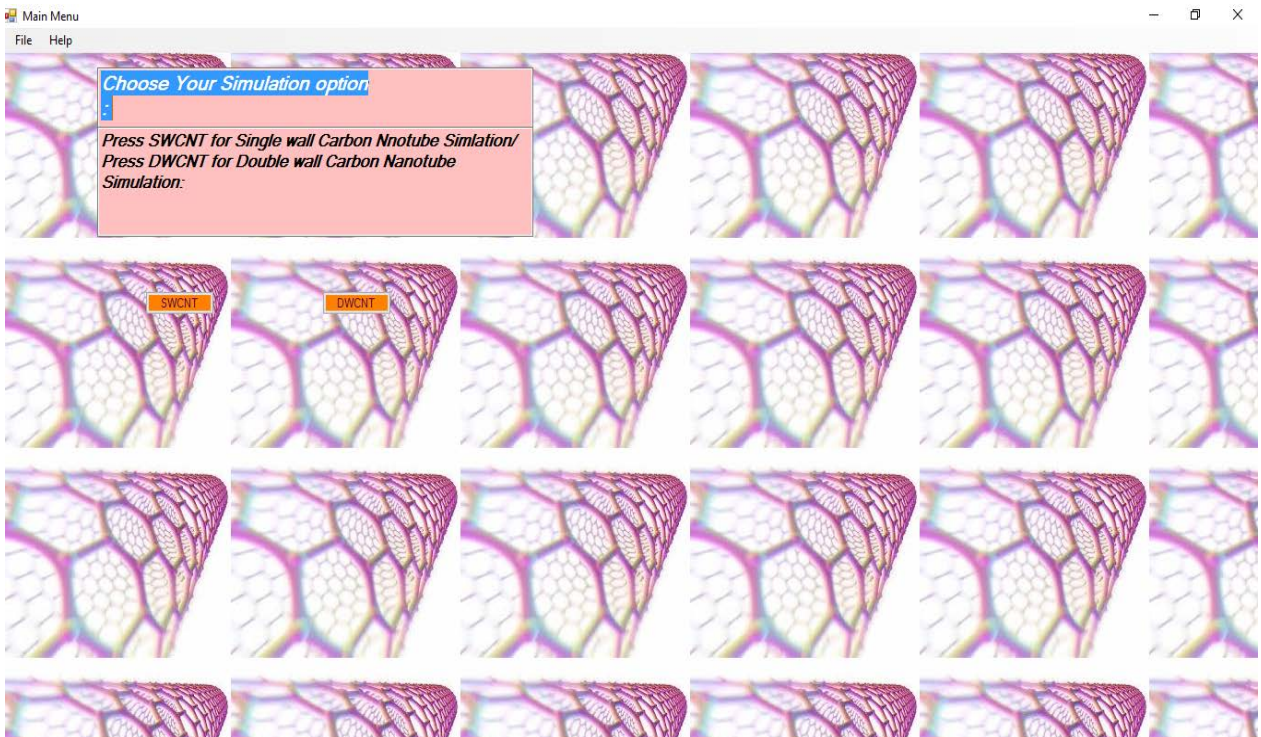 Main Menu
File Help
Choose Your Simulation option
:
Press SWCNT for Single wall Carbon Nnotube Simlation/
Press DWCNT for Double wall Carbon Nanotube
Simulation:
SWCNT DWCNT